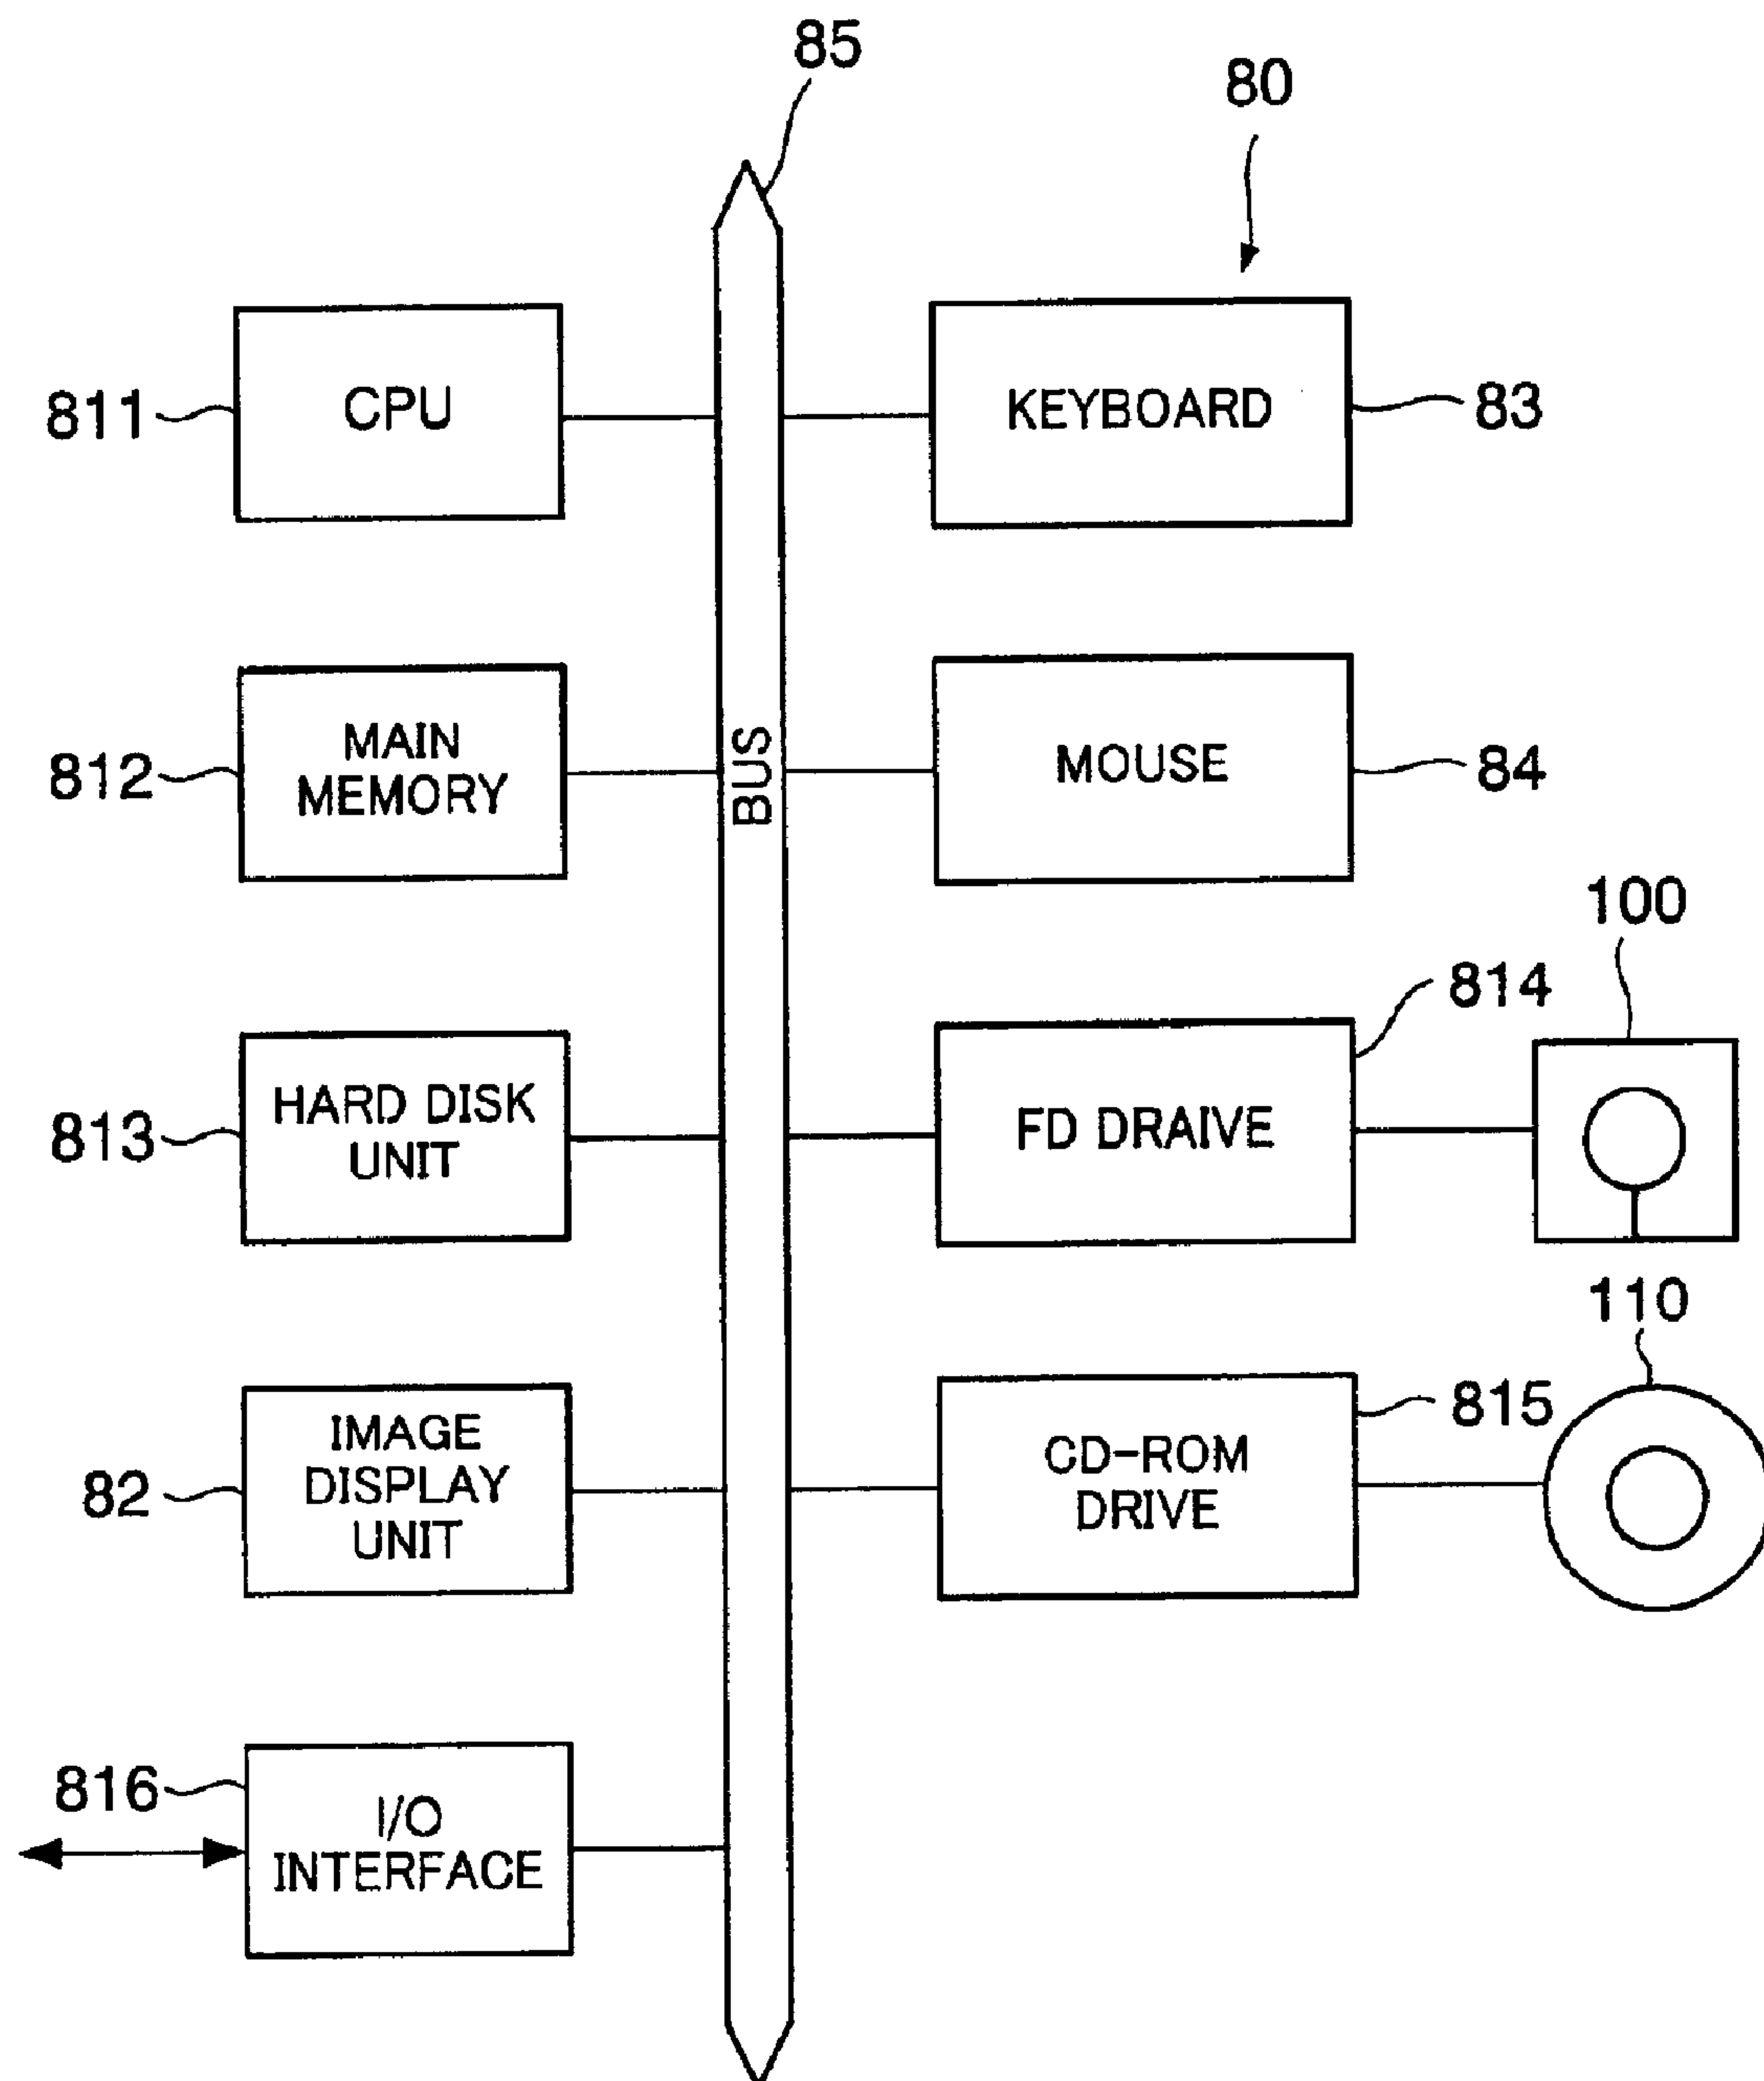 85
80
811
CPU
KEYBOARD
83
812
MAIN
MEMORY
BUS
MOUSE
84
100
813
HARD DISK
UNIT
FD DRAIVE
814
110
82
IMAGE
DISPLAY
UNIT
CD-ROM
DRIVE
815
816
I/O
INTERFACE